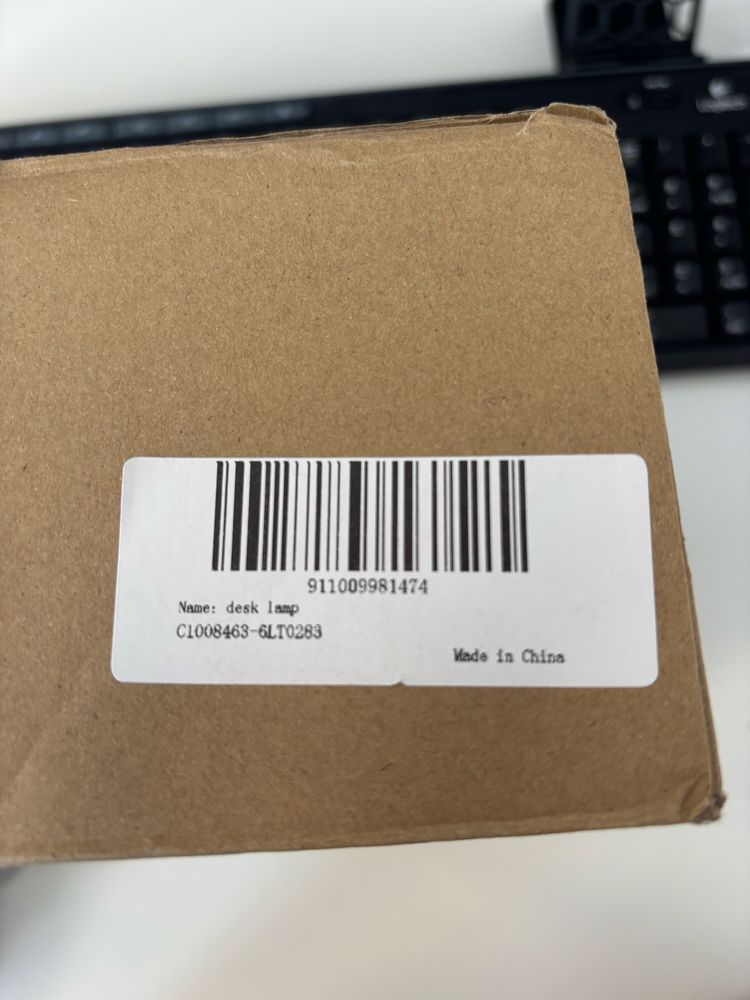 911009981474
Name: desk lamp
C1008463-6LT0283
Made in China